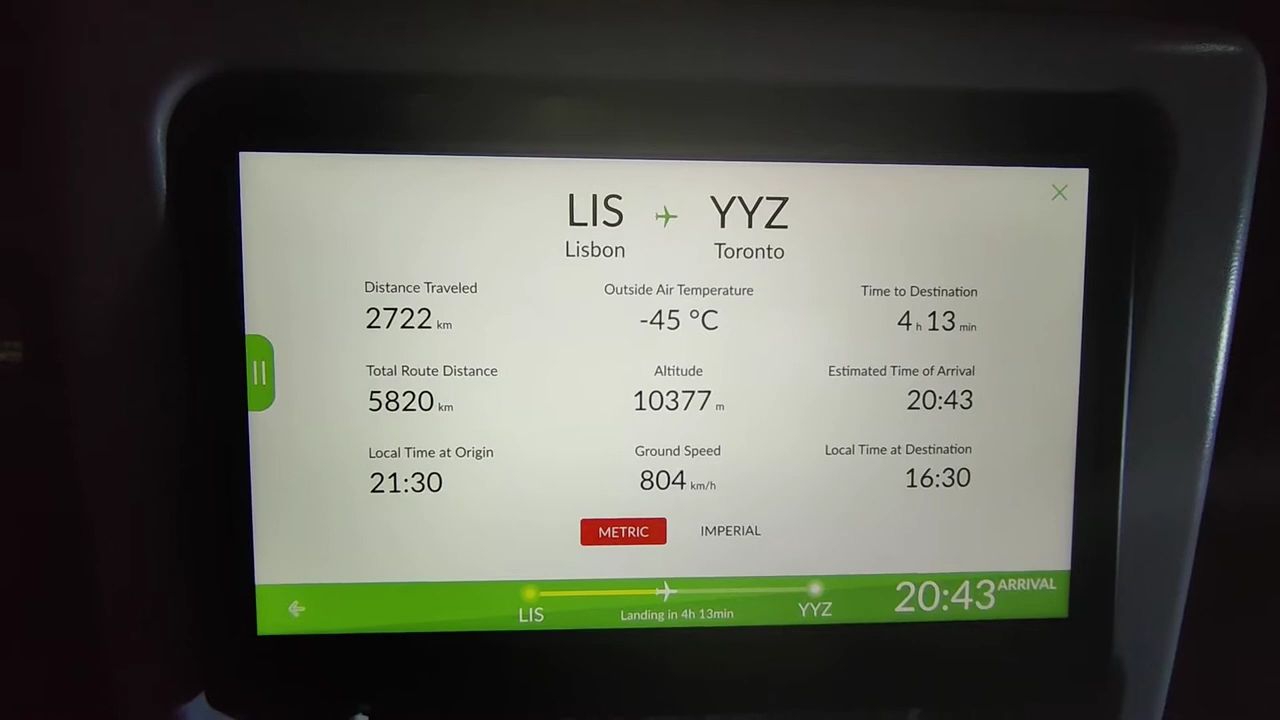 LIS YYZ
Lisbon Toronto
Distance Traveled
2722 km
Outside Air Temperature
-45 °C
Time to Destination
4 h 13 min
Total Route Distance
5820 km
Altitude
10377 m
Estimated Time of Arrival
20:43
Local Time at Origin
21:30
Ground Speed
804 km/h
Local Time at Destination
16:30
METRIC IMPERIAL
LIS
Landing in 4h 13min
YYZ
20:43 ARRIVAL